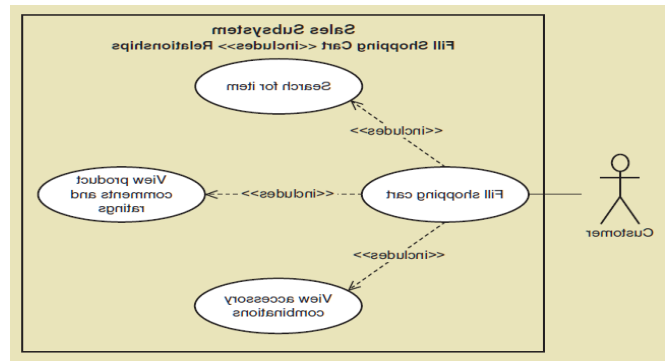 Sales Subsystem
Fill Shopping Cart <<includes>> Relationships
Search for item
<<includes>>
View product
comments and
ratings
<<includes>>
Fill shopping cart
Customer
<<includes>>
View accessory
combinations